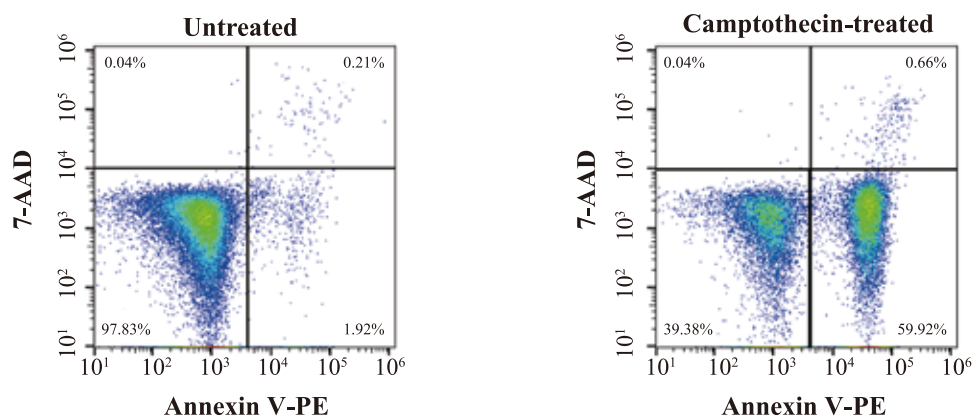 Untreated
7-AAD
10⁶
10⁵
10⁴
10³
10²
10¹
0.04%
0.21%
97.83%
1.92%
10¹ 10² 10³ 10⁴ 10⁵ 10⁶
Annexin V-PE
Camptothecin-treated
7-AAD
10⁶
10⁵
10⁴
10³
10²
10¹
0.04%
0.66%
39.38%
59.92%
10¹ 10² 10³ 10⁴ 10⁵ 10⁶
Annexin V-PE